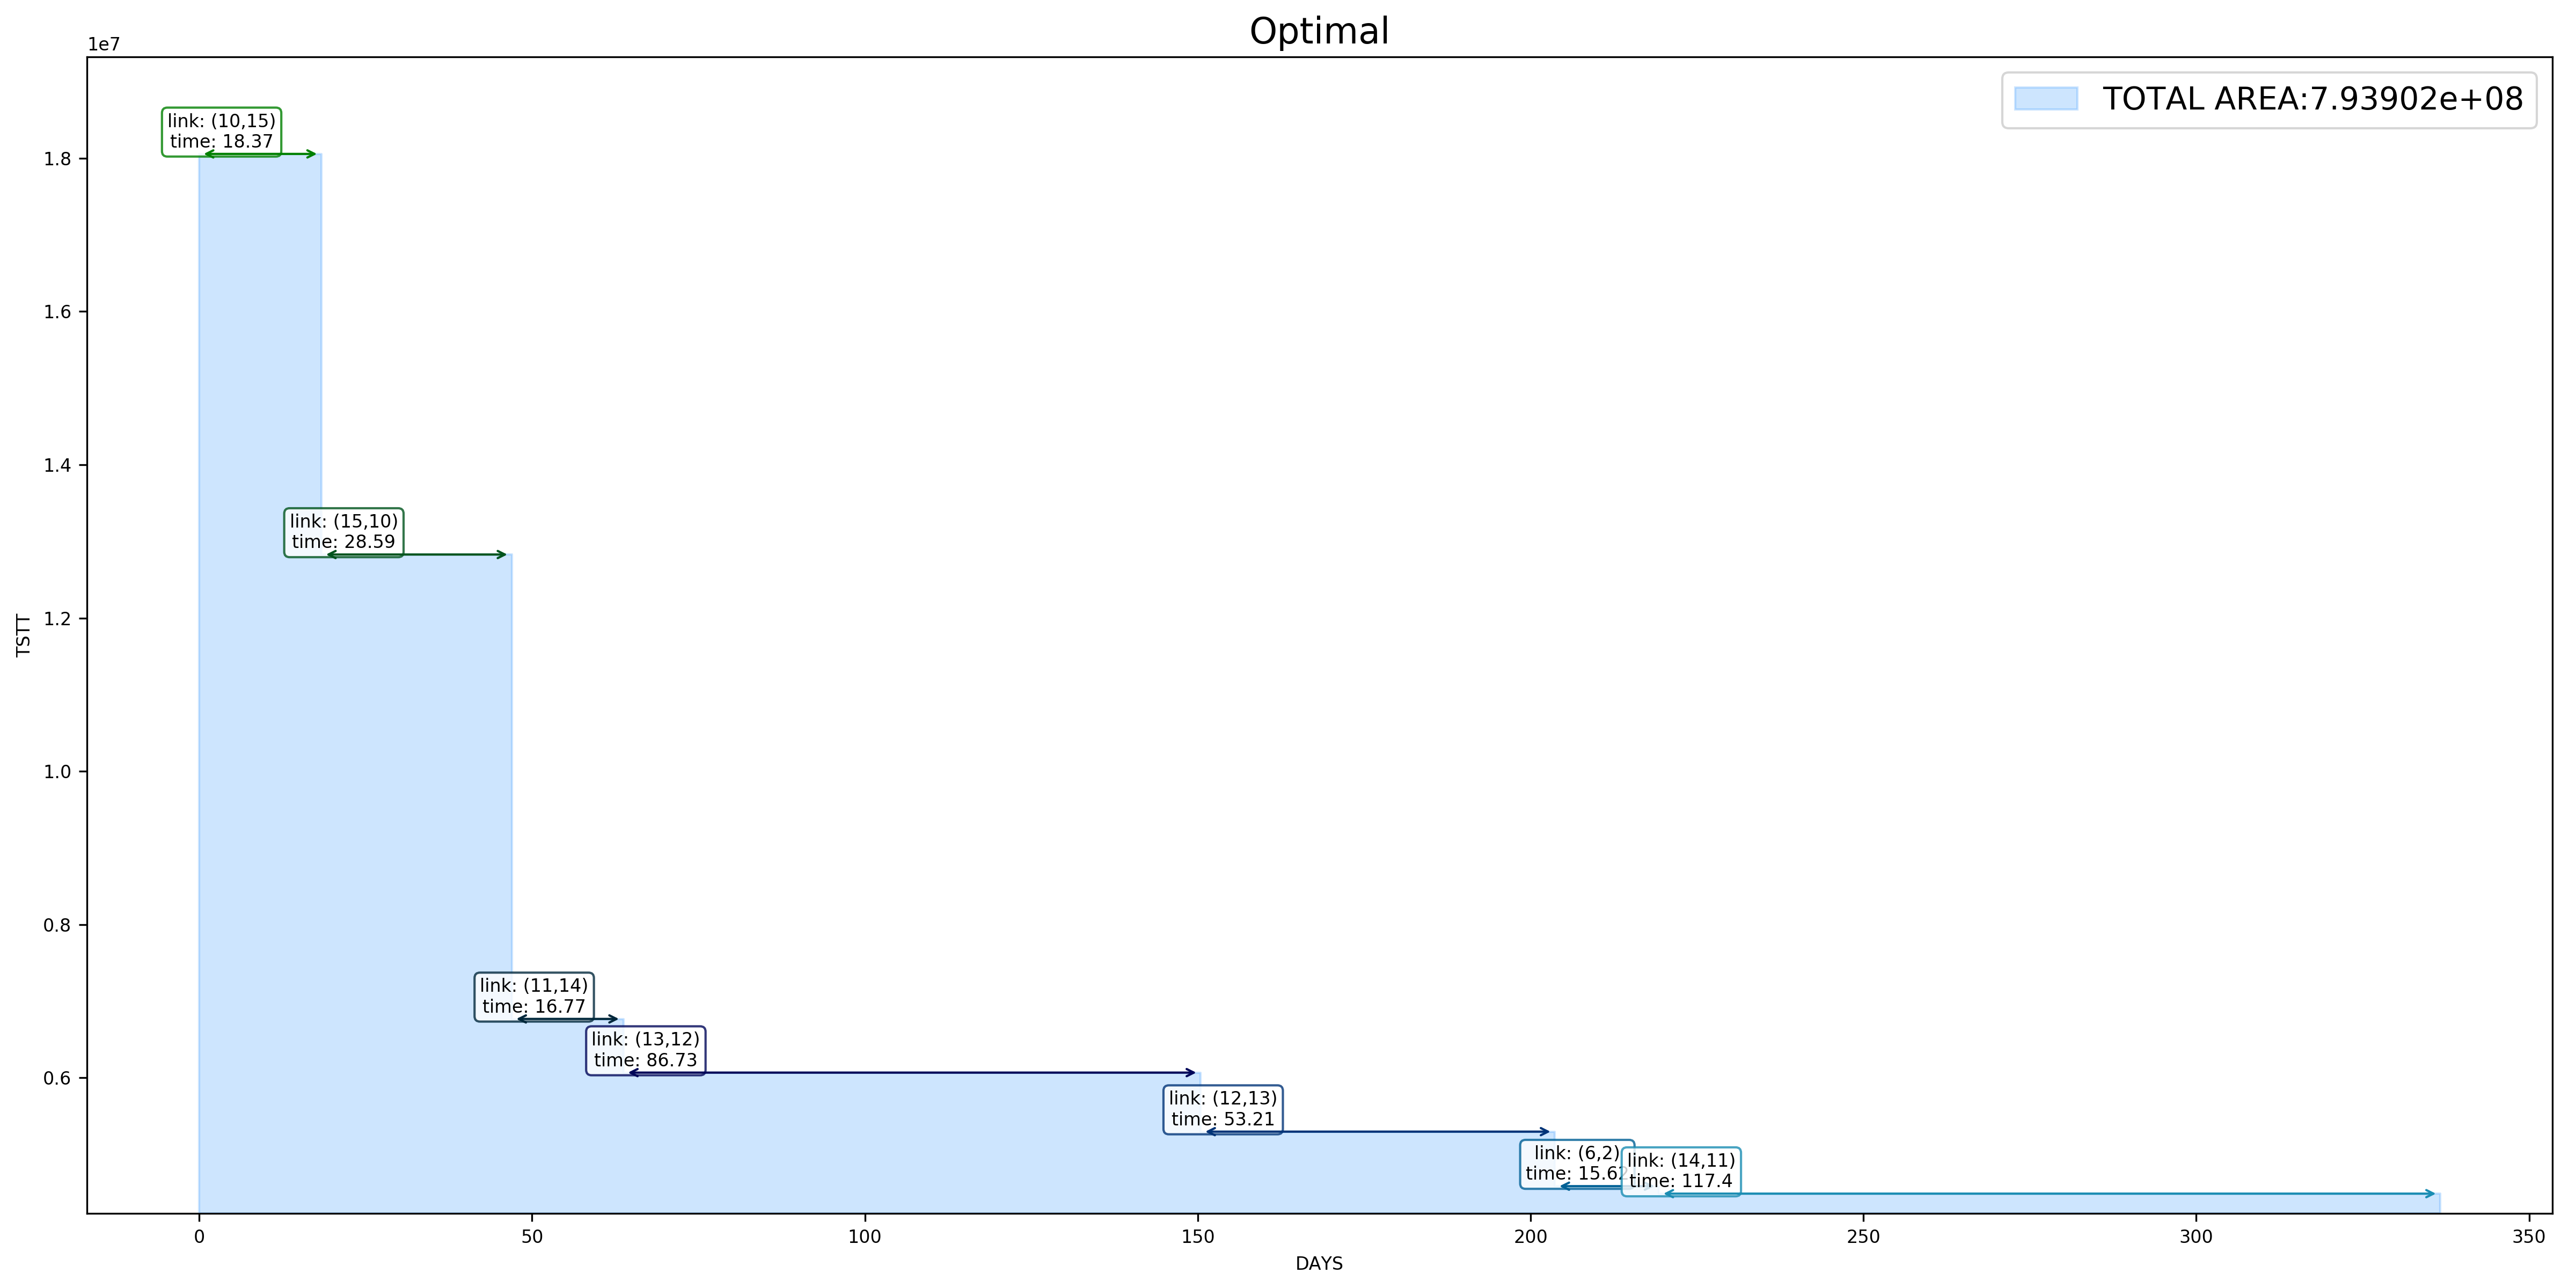 Optimal
1e7
TOTAL AREA:7.93902e+08
link: (10,15)
time: 18.37
1.8
1.6
1.4
link: (15,10)
time: 28.59
1.2
TSTT
1.0
0.8
link: (11,14)
time: 16.77
link: (13,12)
time: 86.73
0.6
link: (12,13)
time: 53.21
link: (6,2)
time: 15.62
link: (14,11)
time: 117.4
0
50
100
150
200
250
300
350
DAYS